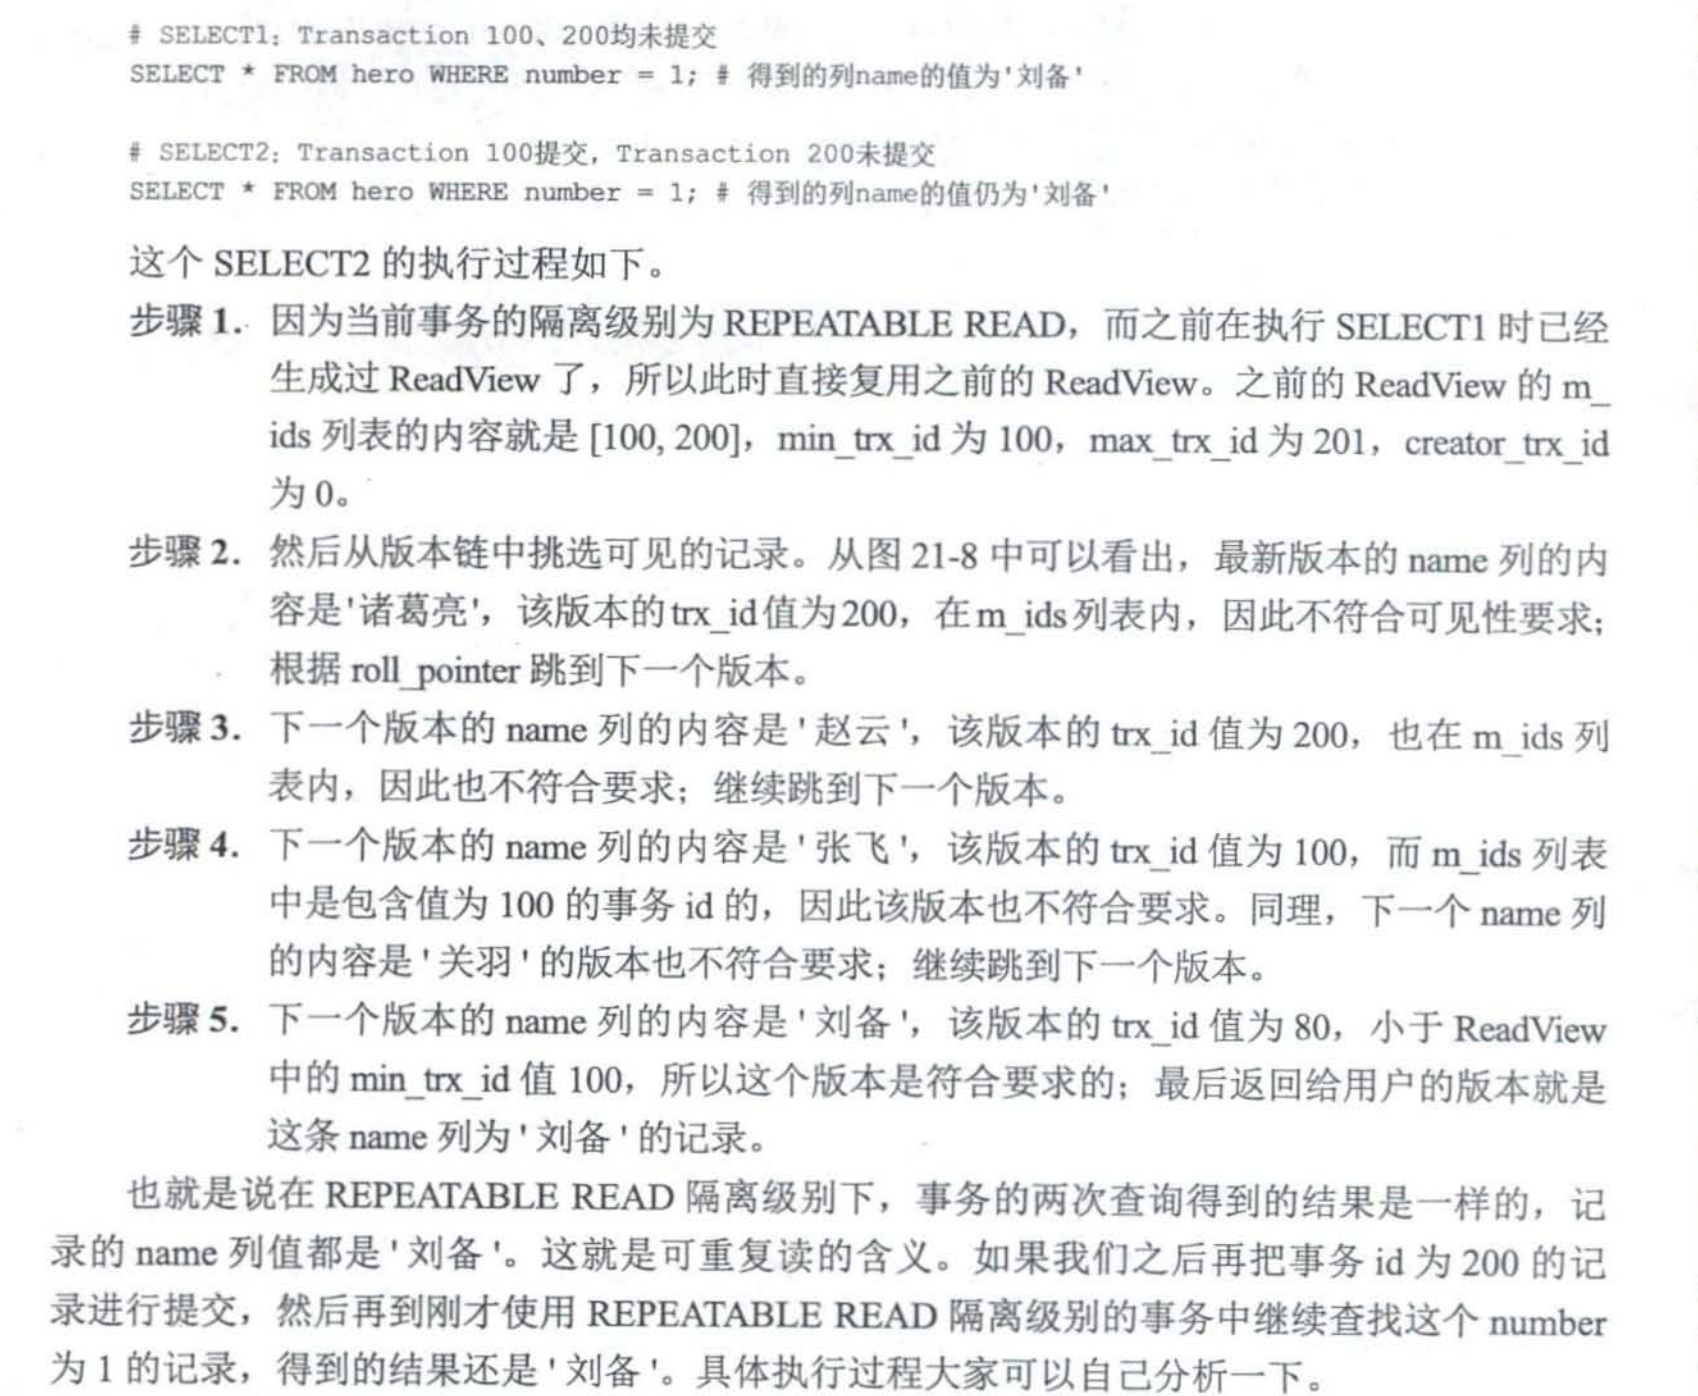 # SELECT1：Transaction 100、200均未提交
SELECT * FROM hero WHERE number = 1; # 得到的列name的值为'刘备'
# SELECT2：Transaction 100提交，Transaction 200未提交
SELECT * FROM hero WHERE number = 1; # 得到的列name的值仍为'刘备'
这个 SELECT2 的执行过程如下。
步骤 1. 因为当前事务的隔离级别为 REPEATABLE READ，而之前在执行 SELECT1 时已经
生成过 ReadView 了，所以此时直接复用之前的 ReadView。之前的 ReadView 的 m_
ids 列表的内容就是 [100, 200]，min_trx_id 为 100，max_trx_id 为 201，creator_trx_id
为 0。
步骤 2. 然后从版本链中挑选可见的记录。从图 21-8 中可以看出，最新版本的 name 列的内
容是'诸葛亮'，该版本的 trx_id 值为 200，在 m_ids 列表内，因此不符合可见性要求；
根据 roll_pointer 跳到下一个版本。
步骤 3. 下一个版本的 name 列的内容是'赵云'，该版本的 trx_id 值为 200，也在 m_ids 列
表内，因此也不符合要求；继续跳到下一个版本。
步骤 4. 下一个版本的 name 列的内容是'张飞'，该版本的 trx_id 值为 100，而 m_ids 列表
中是包含值为 100 的事务 id 的，因此该版本也不符合要求。同理，下一个 name 列
的内容是'关羽'的版本也不符合要求；继续跳到下一个版本。
步骤 5. 下一个版本的 name 列的内容是'刘备'，该版本的 trx_id 值为 80，小于 ReadView
中的 min_trx_id 值 100，所以这个版本是符合要求的；最后返回给用户的版本就是
这条 name 列为'刘备'的记录。
也就是说在 REPEATABLE READ 隔离级别下，事务的两次查询得到的结果是一样的，记
录的 name 列值都是'刘备'。这就是可重复读的含义。如果我们之后再把事务 id 为 200 的记
录进行提交，然后再到刚才使用 REPEATABLE READ 隔离级别的事务中继续查找这个 number
为 1 的记录，得到的结果还是'刘备'。具体执行过程大家可以自己分析一下。